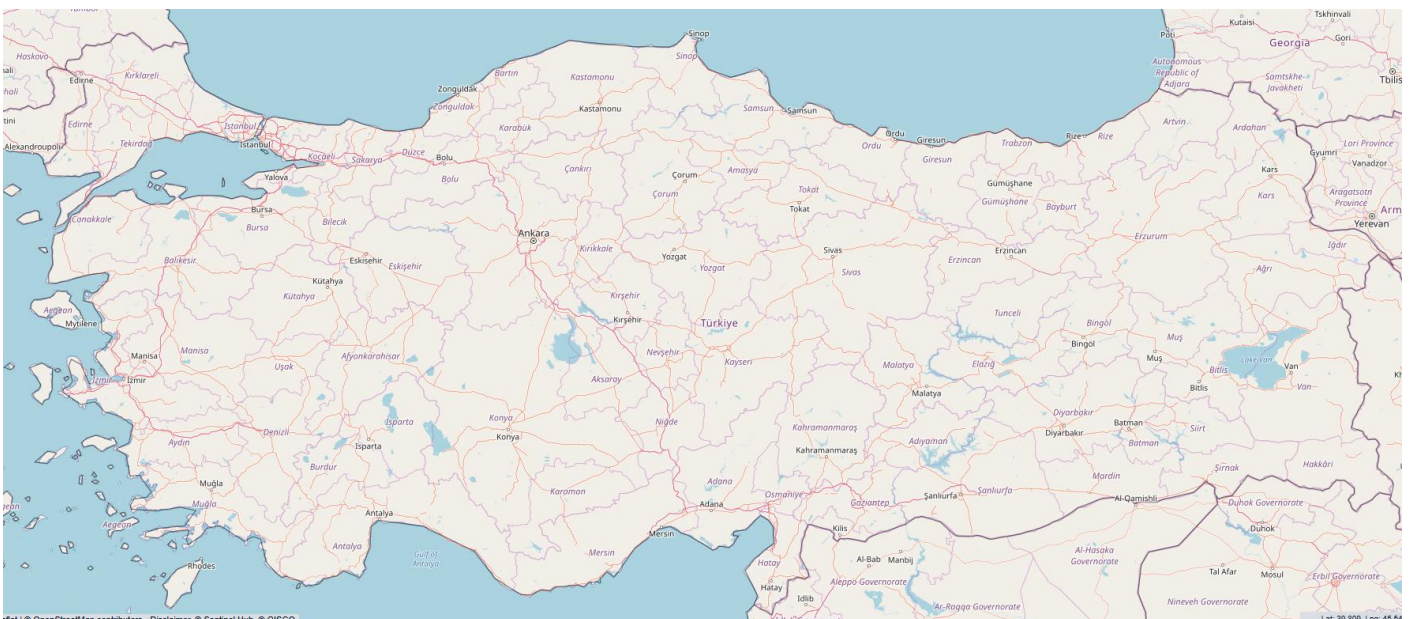 Sinop
Kutaisi
Tskhinvali
Poti
Georgia
Gori
Haskovo
Edirne
Kırklareli
Bartın
Kastamonu
Sinop
Autonomous
Republic of
Adjara
Samtskhe-
Javakheti
Zonguldak
Zonguldak
Kastamonu
Samsun
Samsun
Edirne
Tekirdağ
İstanbul
İstanbul
Karabük
Ordu
Ordu
Giresun
Giresun
Trabzon
Rize
Rize
Artvin
Ardahan
Alexandroupoli
Kocaeli
Sakarya
Düzce
Bolu
Bolu
Çankırı
Çorum
Çorum
Amasya
Tokat
Tokat
Gümüşhane
Gümüşhane
Bayburt
Kars
Kars
Gyumri
Lori Province
Vanadzor
Aragatsotn
Province
Yerevan
Yalova
Çanakkale
Bursa
Bursa
Bilecik
Ankara
Kırıkkale
Yozgat
Yozgat
Sivas
Sivas
Erzincan
Erzincan
Erzurum
Iğdır
Balıkesir
Eskişehir
Eskişehir
Kütahya
Kütahya
Kırşehir
Kırşehir
Ağrı
Aegean
Mytilene
Türkiye
Tunceli
Bingöl
Bingöl
Manisa
Manisa
Uşak
Afyonkarahisar
Nevşehir
Kayseri
Malatya
Malatya
Elazığ
Muş
Muş
Lake Van
Bitlis
Bitlis
Van
Van
İzmir
İzmir
Aksaray
Aydın
Denizli
Isparta
Isparta
Konya
Konya
Niğde
Kahramanmaraş
Kahramanmaraş
Adıyaman
Diyarbakır
Diyarbakır
Batman
Batman
Siirt
Burdur
Muğla
Muğla
Karaman
Adana
Adana
Osmaniye
Gaziantep
Şanlıurfa
Şanlıurfa
Mardin
Şırnak
Hakkâri
Al-Qamishli
Duhok Governorate
Duhok
Antalya
Antalya
Aegean
Rhodes
Gulf of
Antalya
Mersin
Mersin
Kilis
Hatay
Hatay
Al-Bab
Manbij
Aleppo Governorate
Idlib
Al-Hasaka
Governorate
Ar-Raqqa Governorate
Tal Afar
Mosul
Erbil Governorate
Nineveh Governorate
© OpenStreetMap contributors